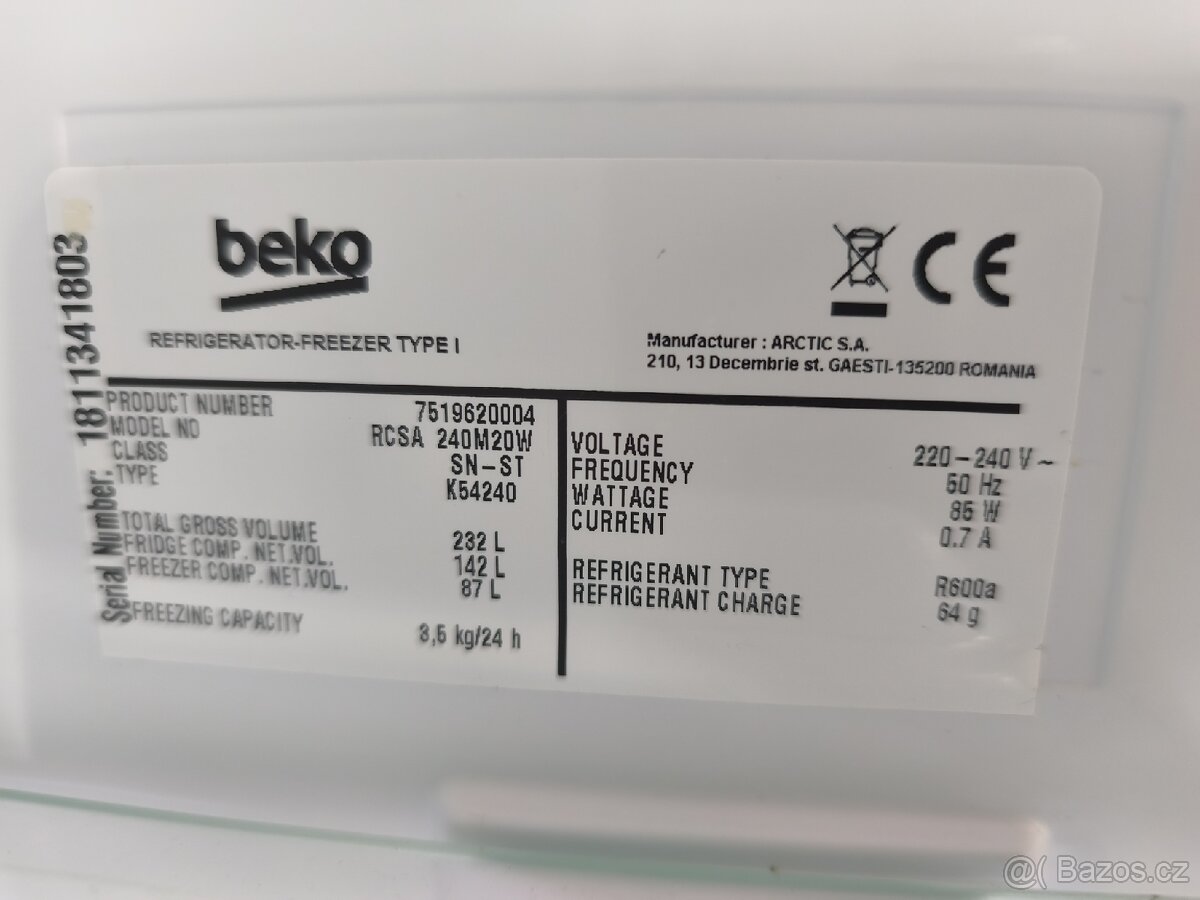 beko
REFRIGERATOR-FREEZER TYPE I
CE
Manufacturer : ARCTIC S.A.
210, 13 Decembrie st. GAESTI-135200 ROMANIA
Serial Number: 1811341803
PRODUCT NUMBER 7519620004
MODEL NO RCSA 240M20W
CLASS SN-ST
TYPE K54240
TOTAL GROSS VOLUME 232 L
FRIDGE COMP. NET.VOL. 142 L
FREEZER COMP. NET.VOL. 87 L
FREEZING CAPACITY 3,5 kg/24 h
VOLTAGE 220-240 V ~
FREQUENCY 50 Hz
WATTAGE 85 W
CURRENT 0.7 A
REFRIGERANT TYPE R600a
REFRIGERANT CHARGE 64 g
@( Bazos.cz